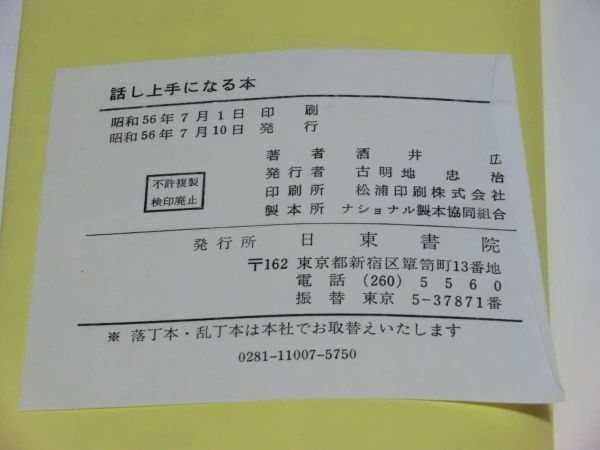 話し上手になる本
昭和56年7月1日 印刷
昭和56年7月10日 発行
著者 酒井広
発行者 古明地忠治
印刷所 松浦印刷株式会社
製本所 ナショナル製本協同組合
不許複製
検印廃止
発行所 日東書院
〒162 東京都新宿区簞笥町13番地
電話 (260) 5560
振替 東京 5-37871番
※ 落丁本・乱丁本は本社でお取替えいたします
0281-11007-5750